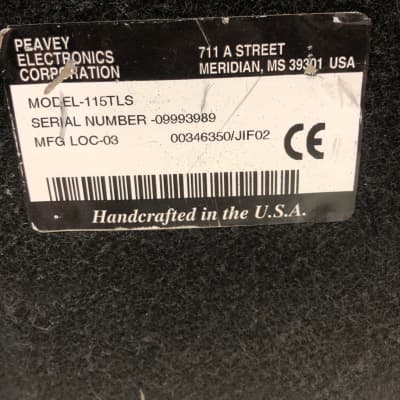 PEAVEY
ELECTRONICS
CORPORATION
711 A STREET
MERIDIAN, MS 39301 USA
MODEL-115TLS
SERIAL NUMBER -09993989
MFG LOC-03 00346350/JIF02
CE
Handcrafted in the U.S.A.